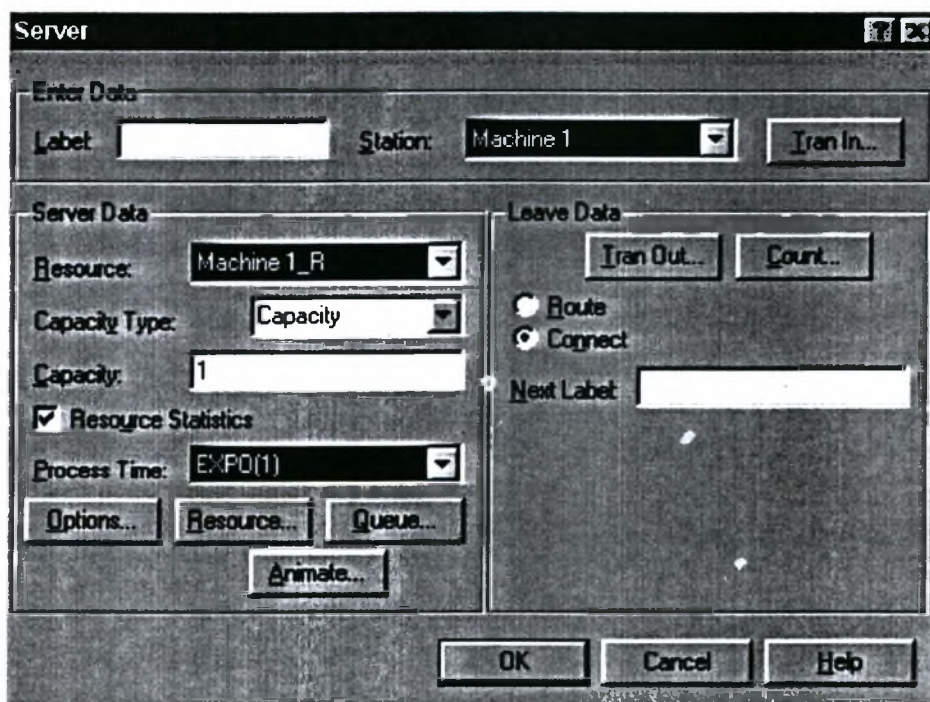 Server
Enter Data
Label: Station: Machine 1 Tran In...
Server Data
Resource: Machine 1_R
Capacity Type: Capacity
Capacity: 1
Resource Statistics
Process Time: EXPO(1)
Options... Resource... Queue...
Animate...
Leave Data
Tran Out... Count...
Route
Connect
Next Label:
OK Cancel Help